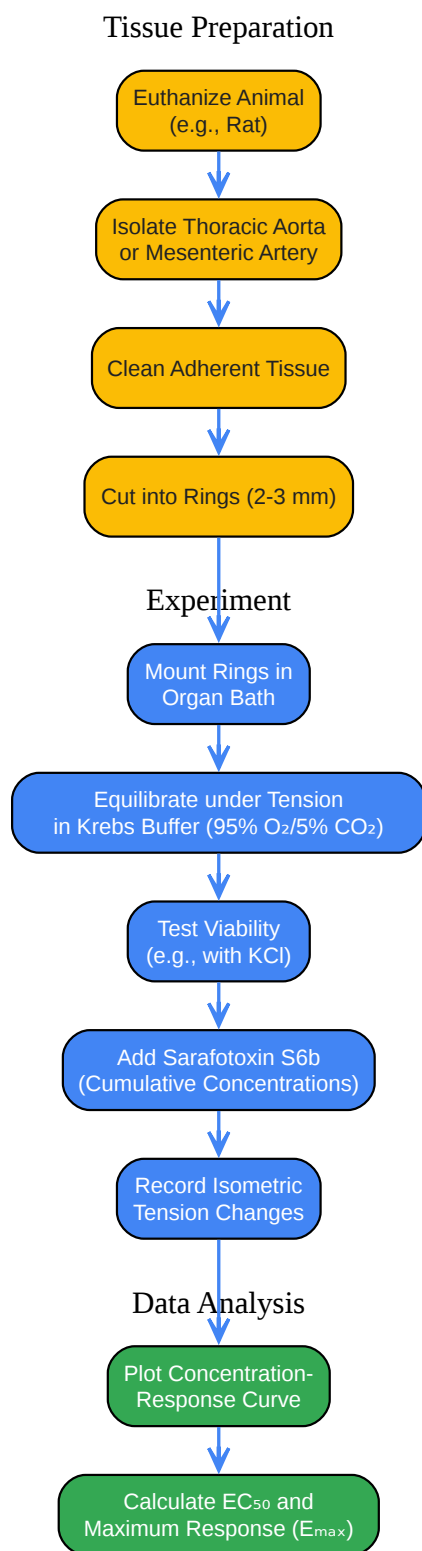 Tissue Preparation
Euthanize Animal
(e.g., Rat)
Isolate Thoracic Aorta
or Mesenteric Artery
Clean Adherent Tissue
Cut into Rings (2-3 mm)
Experiment
Mount Rings in
Organ Bath
Equilibrate under Tension
in Krebs Buffer (95% O₂/5% CO₂)
Test Viability
(e.g., with KCl)
Add Sarafotoxin S6b
(Cumulative Concentrations)
Record Isometric
Tension Changes
Data Analysis
Plot Concentration-
Response Curve
Calculate EC₅₀ and
Maximum Response (Eₘₐₓ)